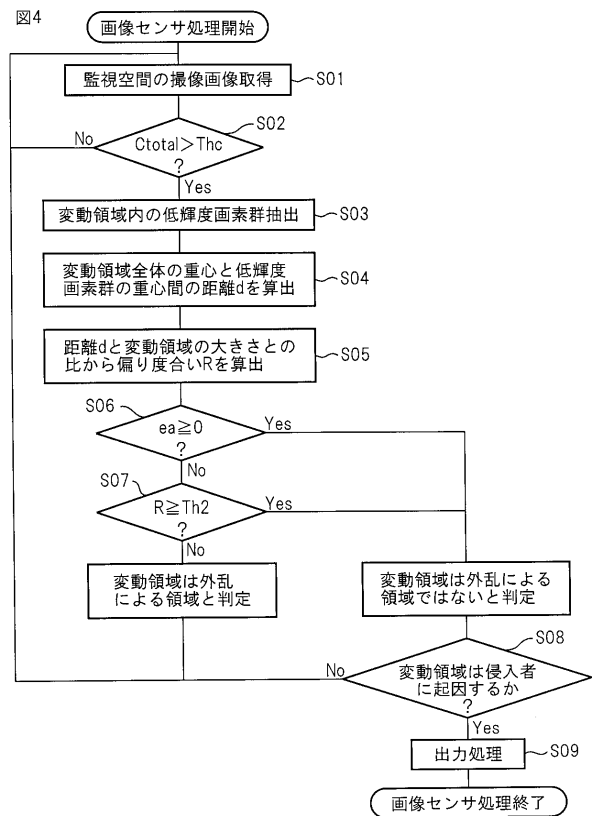 図4
画像センサ処理開始
監視空間の撮像画像取得
S01
S02
No
Ctotal>Thc
?
Yes
変動領域内の低輝度画素群抽出
S03
変動領域全体の重心と低輝度
画素群の重心間の距離dを算出
S04
距離dと変動領域の大きさとの
比から偏り度合いRを算出
S05
S06
ea≧0
?
Yes
No
S07
R≧Th2
?
Yes
No
変動領域は外乱
による領域と判定
変動領域は外乱による
領域ではないと判定
S08
No
変動領域は侵入者
に起因するか
?
Yes
出力処理
S09
画像センサ処理終了